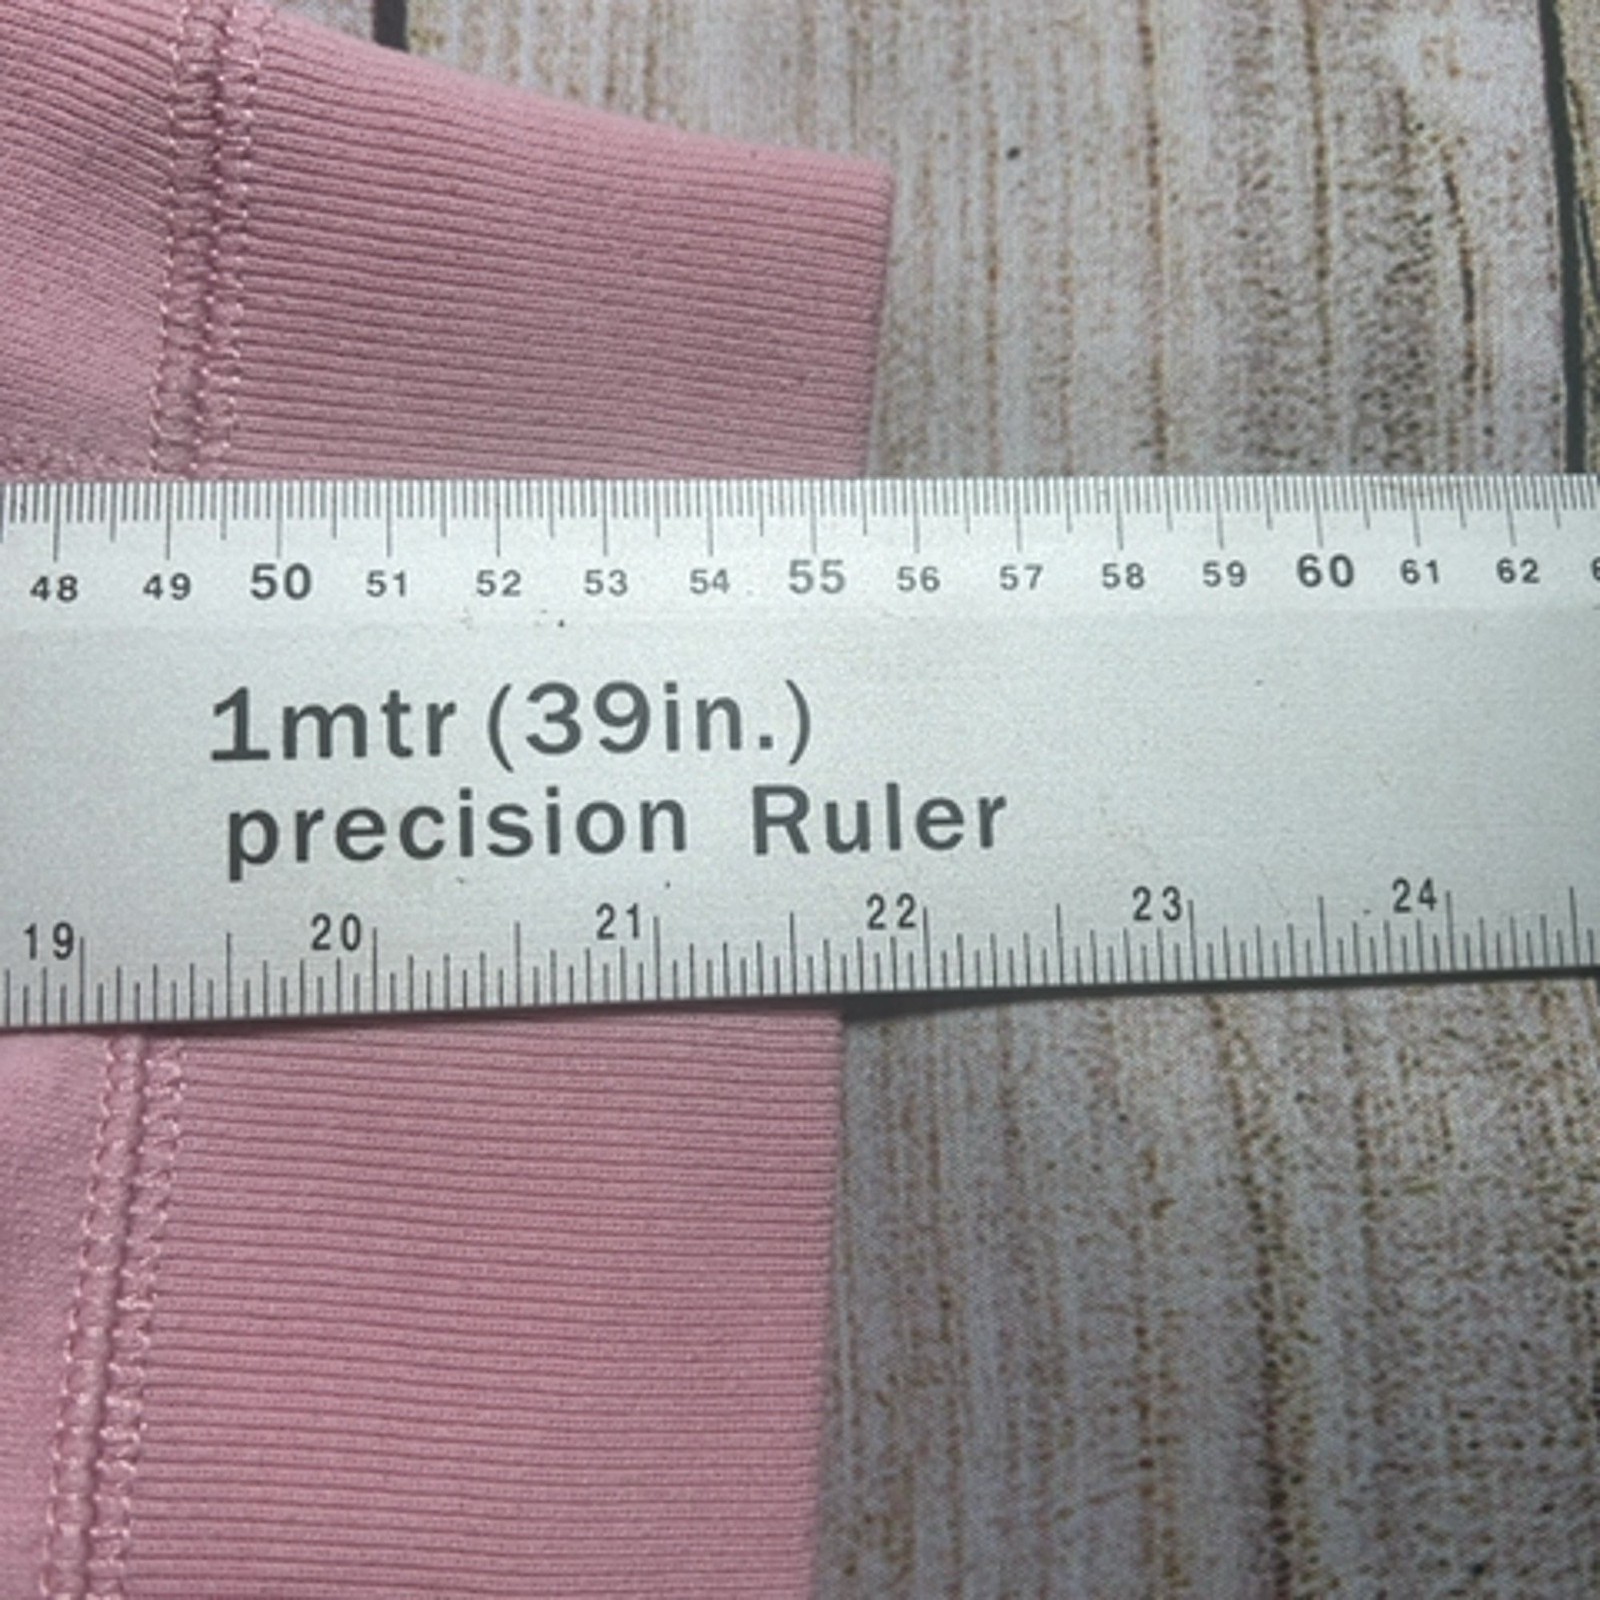 48 49 50 51 52 53 54 55 56 57 58 59 60 61 62
1mtr (39in.)
precision Ruler
19 20 21 22 23 24